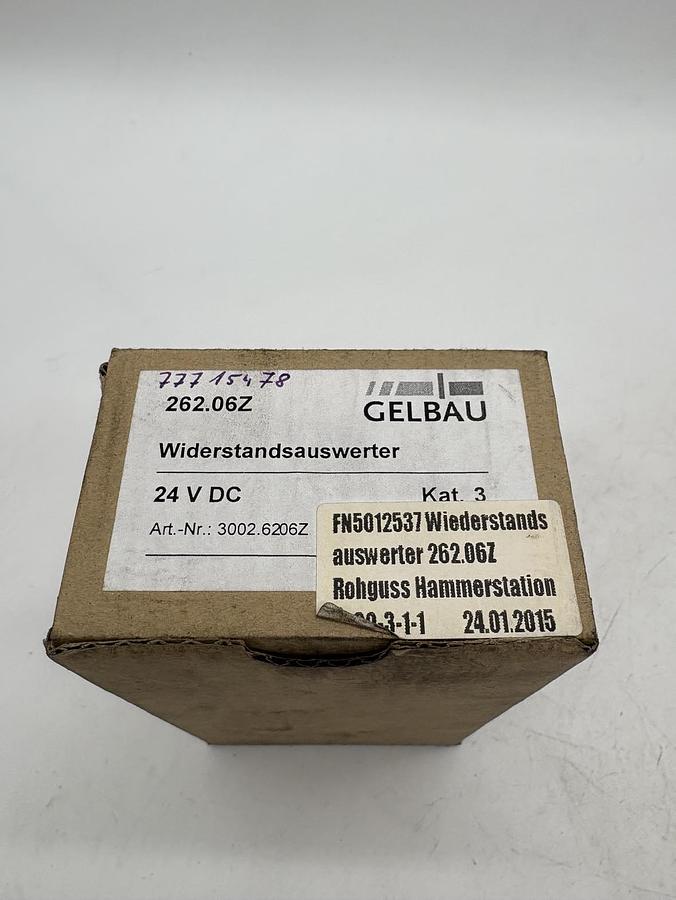 77715478
262.06Z
GELBAU
Widerstandsauswerter
24 V DC Kat. 3
Art.-Nr.: 3002.6206Z
FN5012537 Wiederstands
auswerter 262.06Z
Rohguss Hammerstation
-3-1-1 24.01.2015